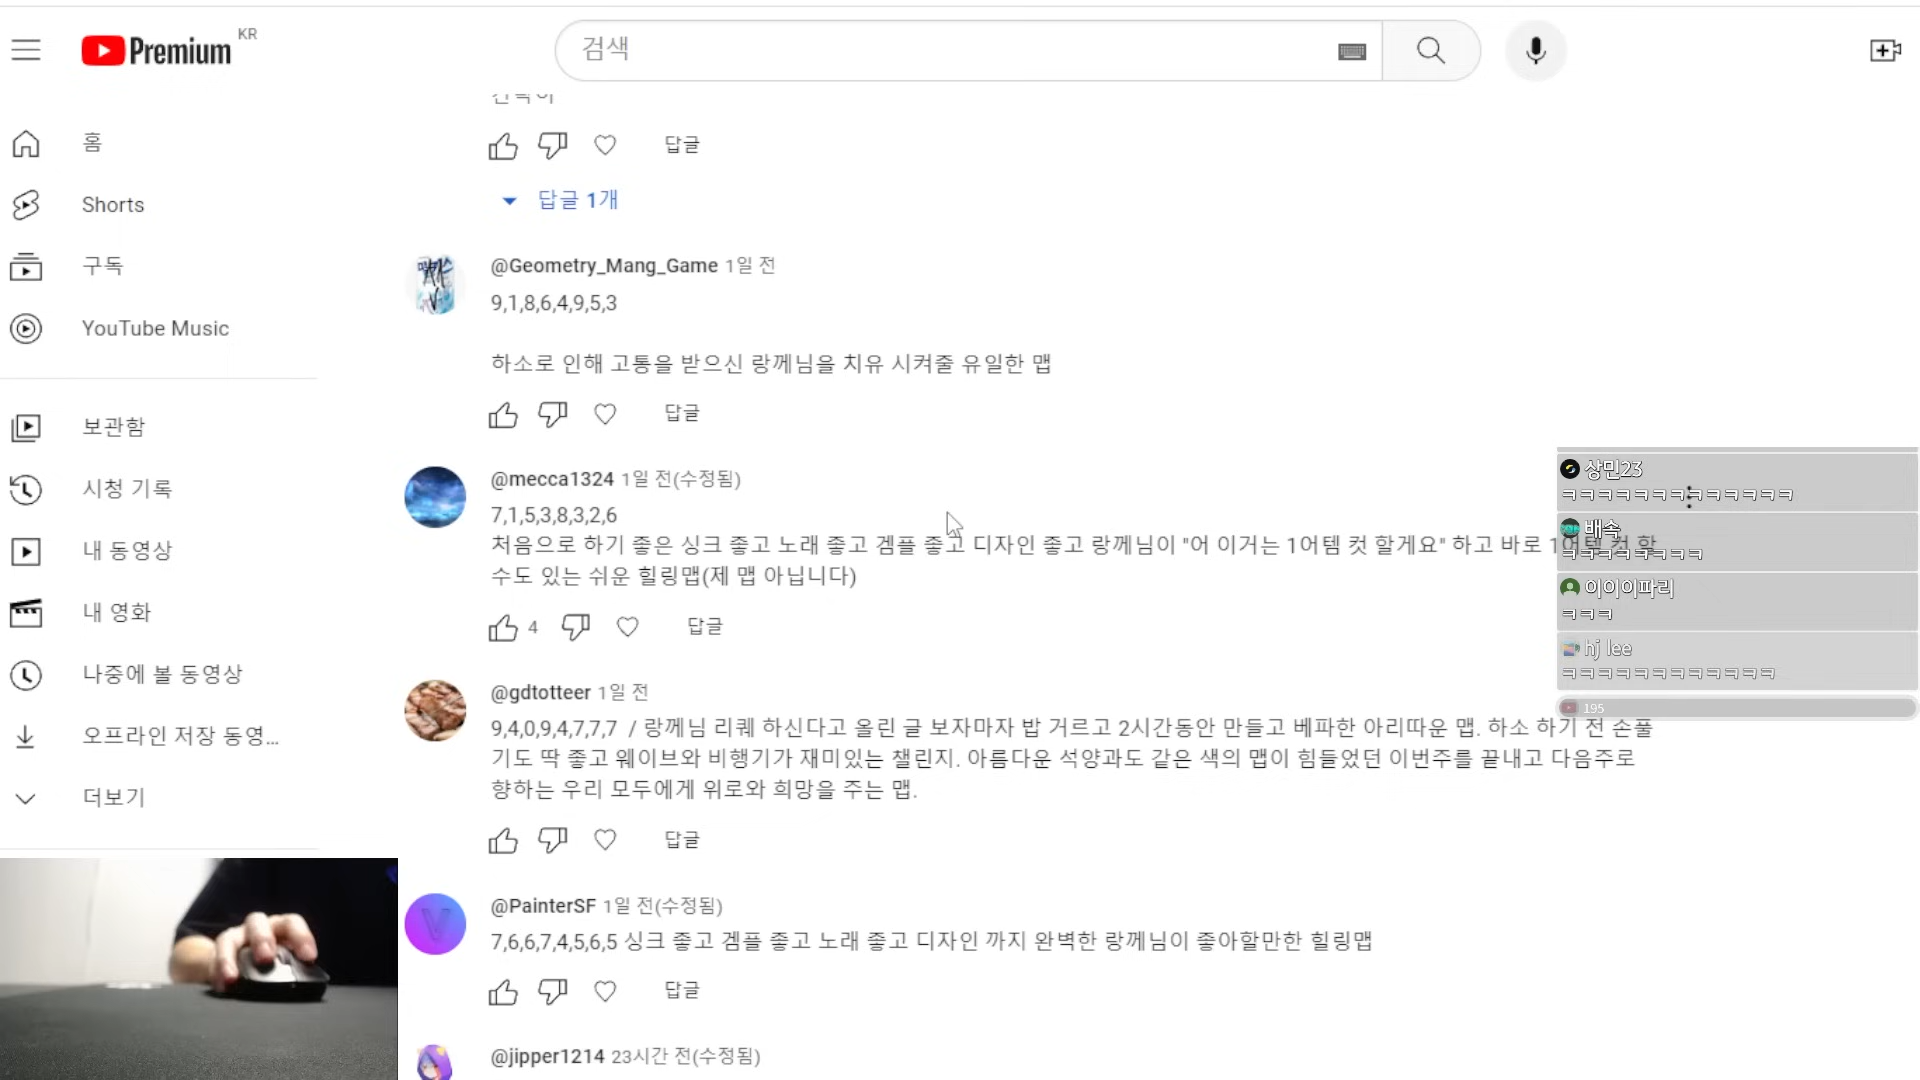 Premium KR
검색
홈
Shorts
구독
YouTube Music
보관함
시청 기록
내 동영상
내 영화
나중에 볼 동영상
오프라인 저장 동영...
더보기
답글
답글 1개
@Geometry_Mang_Game 1일 전
9,1,8,6,4,9,5,3
하소로 인해 고통을 받으신 랑께님을 치유 시켜줄 유일한 맵
답글
@mecca1324 1일 전(수정됨)
7,1,5,3,8,3,2,6
처음으로 하기 좋은 싱크 좋고 노래 좋고 겜플 좋고 디자인 좋고 랑께님이 "어 이거는 1어템 컷 할게요" 하고 바로 1어템 컷 할
수도 있는 쉬운 힐링맵(제 맵 아닙니다)
4 답글
@gdtotteer 1일 전
9,4,0,9,4,7,7,7 / 랑께님 리퀘 하신다고 올린 글 보자마자 밥 거르고 2시간동안 만들고 베파한 아리따운 맵. 하소 하기 전 손풀
기도 딱 좋고 웨이브와 비행기가 재미있는 챌린지. 아름다운 석양과도 같은 색의 맵이 힘들었던 이번주를 끝내고 다음주로
향하는 우리 모두에게 위로와 희망을 주는 맵.
답글
@PainterSF 1일 전(수정됨)
7,6,6,7,4,5,6,5 싱크 좋고 겜플 좋고 노래 좋고 디자인 까지 완벽한 랑께님이 좋아할만한 힐링맵
답글
@jipper1214 23시간 전(수정됨)
상민23
ㅋㅋㅋㅋㅋㅋㅋㅋㅋㅋㅋㅋㅋ
배속
ㅋㅋㅋㅋㅋㅋㅋㅋ
이이이파리
ㅋㅋㅋ
hj lee
ㅋㅋㅋㅋㅋㅋㅋㅋㅋㅋㅋㅋ
195